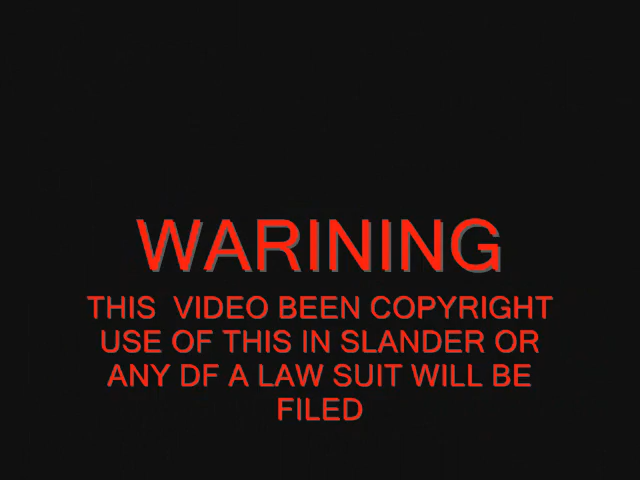 WARINING
THIS VIDEO BEEN COPYRIGHT
USE OF THIS IN SLANDER OR
ANY DF A LAW SUIT WILL BE
FILED